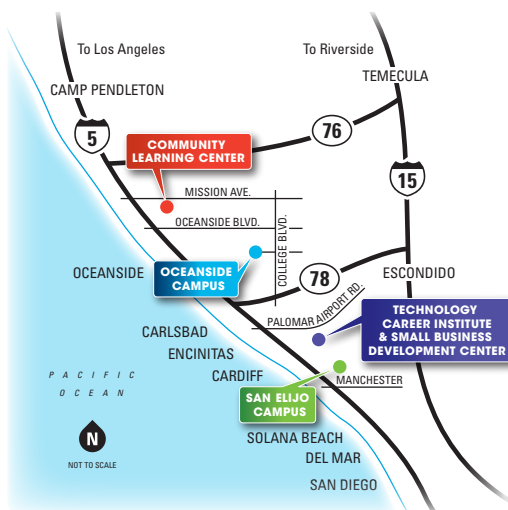 To Los Angeles
To Riverside
TEMECULA
CAMP PENDLETON
5
76
COMMUNITY
LEARNING CENTER
15
MISSION AVE.
OCEANSIDE BLVD.
COLLEGE BLVD.
OCEANSIDE
OCEANSIDE
CAMPUS
78
ESCONDIDO
PALOMAR AIRPORT RD.
TECHNOLOGY
CAREER INSTITUTE
& SMALL BUSINESS
DEVELOPMENT CENTER
CARLSBAD
ENCINITAS
CARDIFF
PACIFIC
OCEAN
MANCHESTER
SAN ELIJO
CAMPUS
N
NOT TO SCALE
SOLANA BEACH
DEL MAR
SAN DIEGO